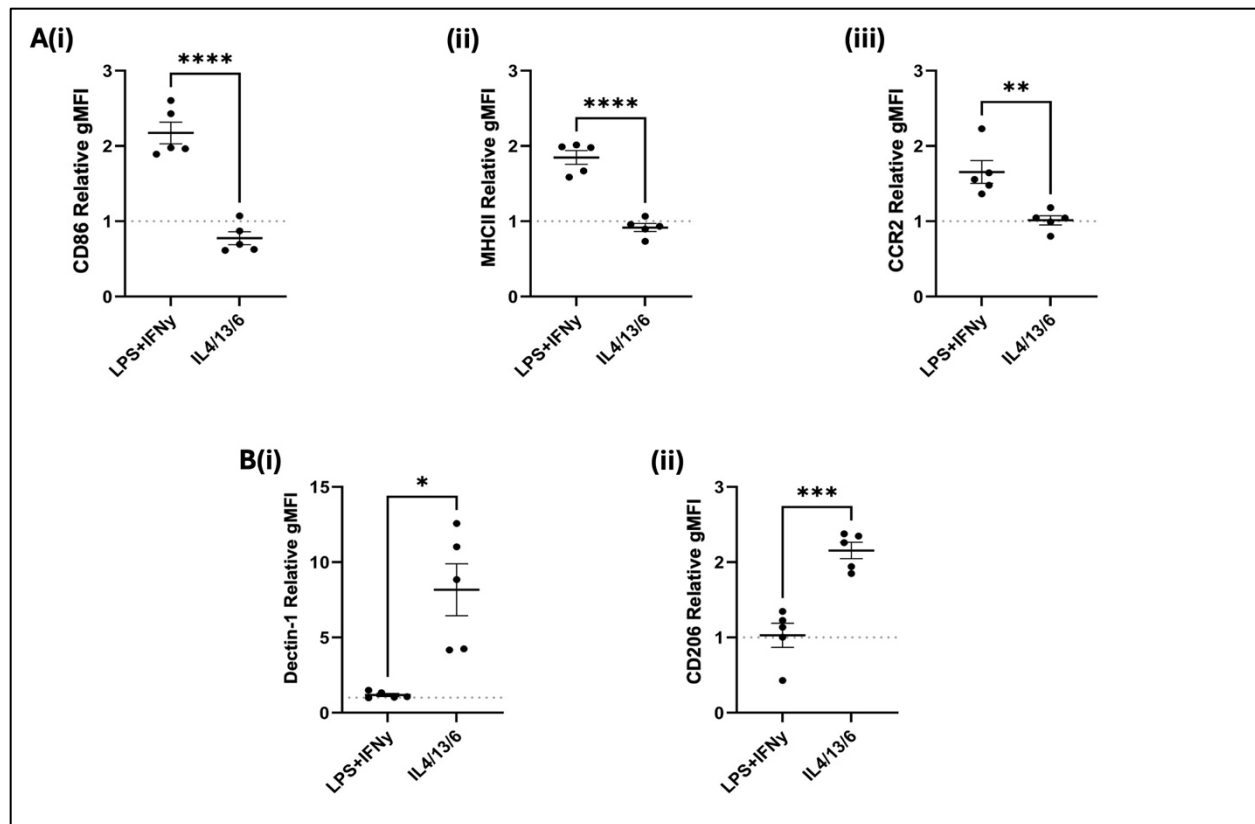 A(i)
CD86 Relative gMFI
3
2
1
0
****
LPS+IFNy
IL4/13/6
(ii)
MHCII Relative gMFI
3
2
1
0
****
LPS+IFNy
IL4/13/6
(iii)
CCR2 Relative gMFI
3
2
1
0
**
LPS+IFNy
IL4/13/6
B(i)
Dectin-1 Relative gMFI
15
10
5
0
*
LPS+IFNy
IL4/13/6
(ii)
CD206 Relative gMFI
3
2
1
0
***
LPS+IFNy
IL4/13/6